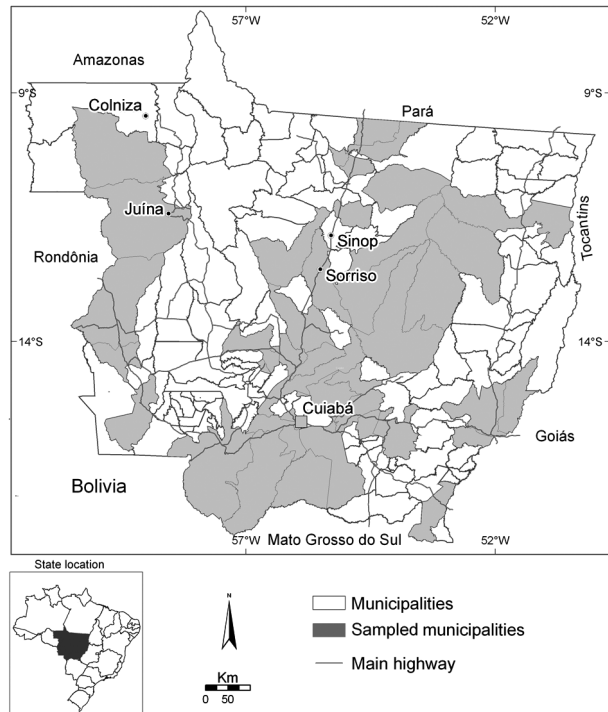 57°W 52°W
Amazonas
9°S 9°S
Pará
Colniza
Juína
Tocantins
Sinop
Rondônia
Sorriso
14°S 14°S
Cuiabá
Goiás
Bolivia
57°W Mato Grosso do Sul 52°W
State location
N
Municipalities
Sampled municipalities
Main highway
Km
0 50